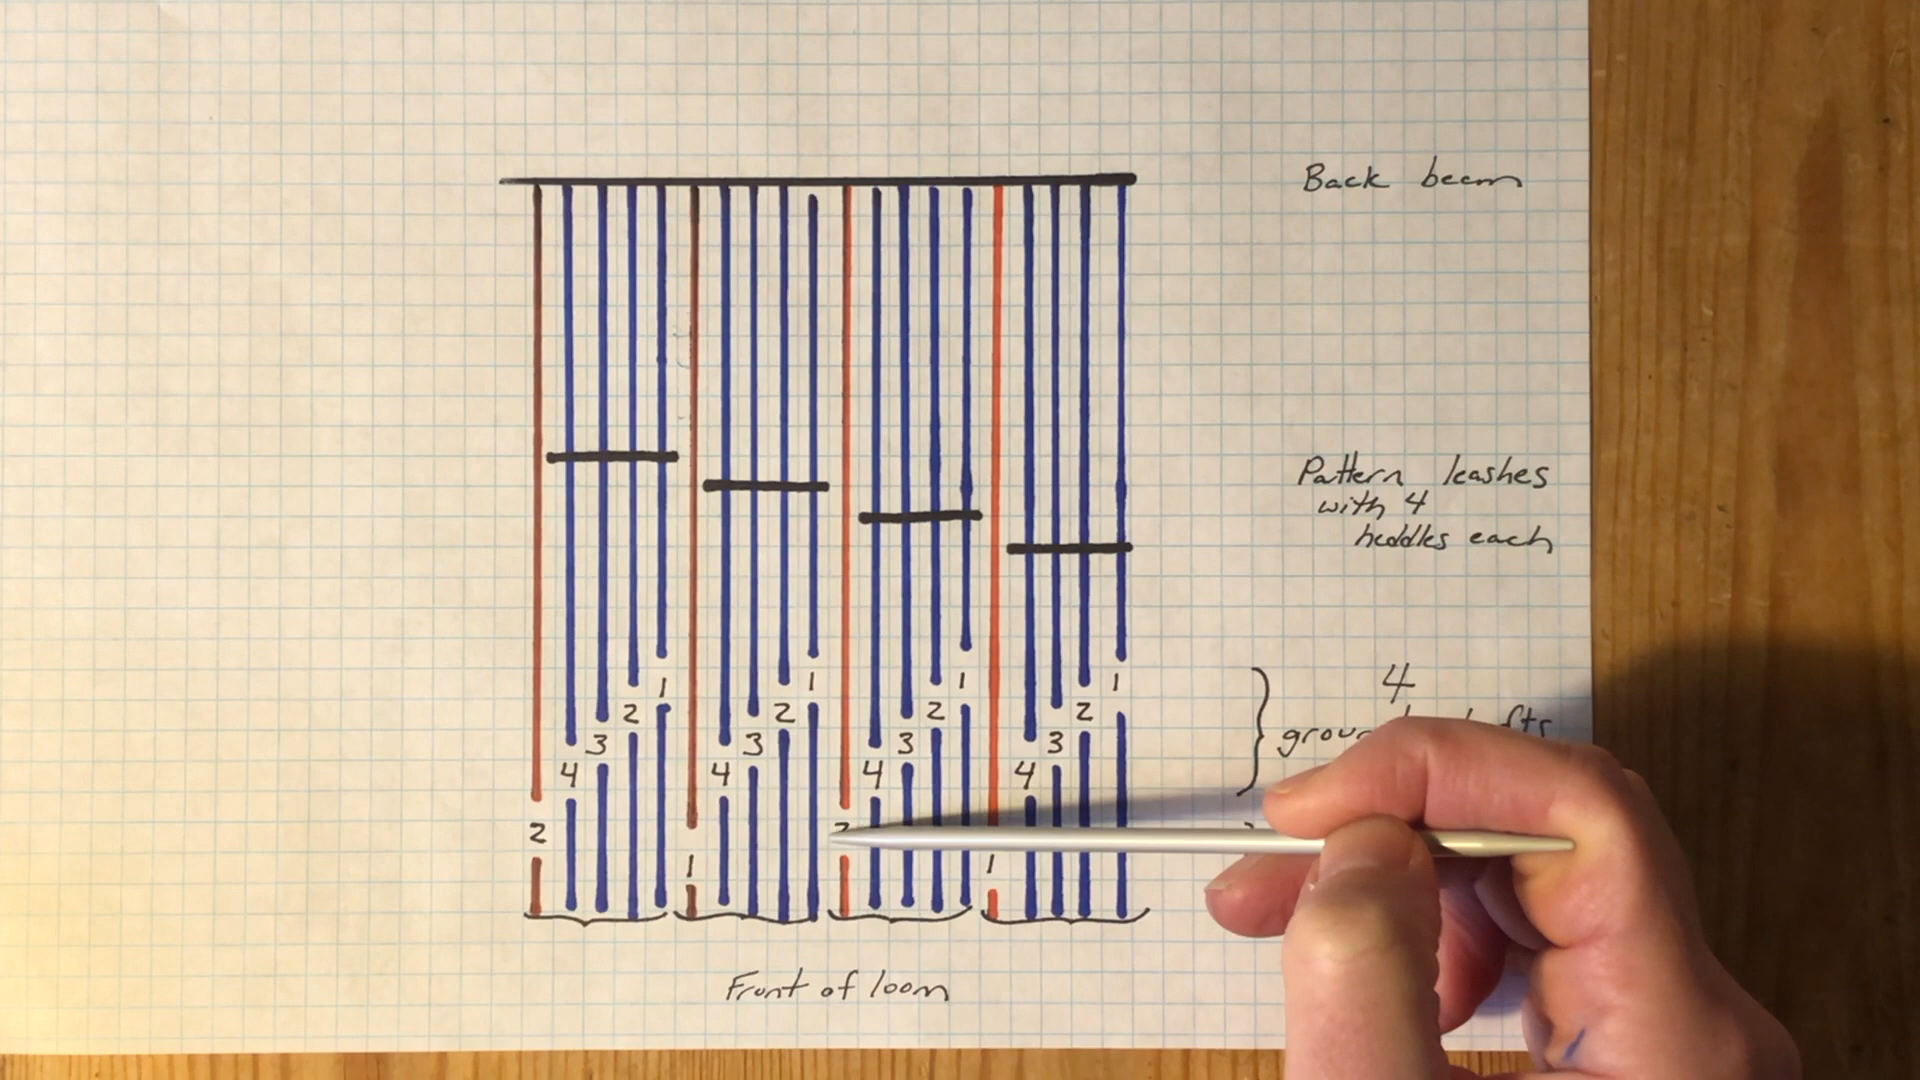 Back beam
Pattern leashes
with 4
heddles each
1 1 1 1
2 2 2 2
4
3 3 3 3
4 4 4 4
2
1 1
Front of loom